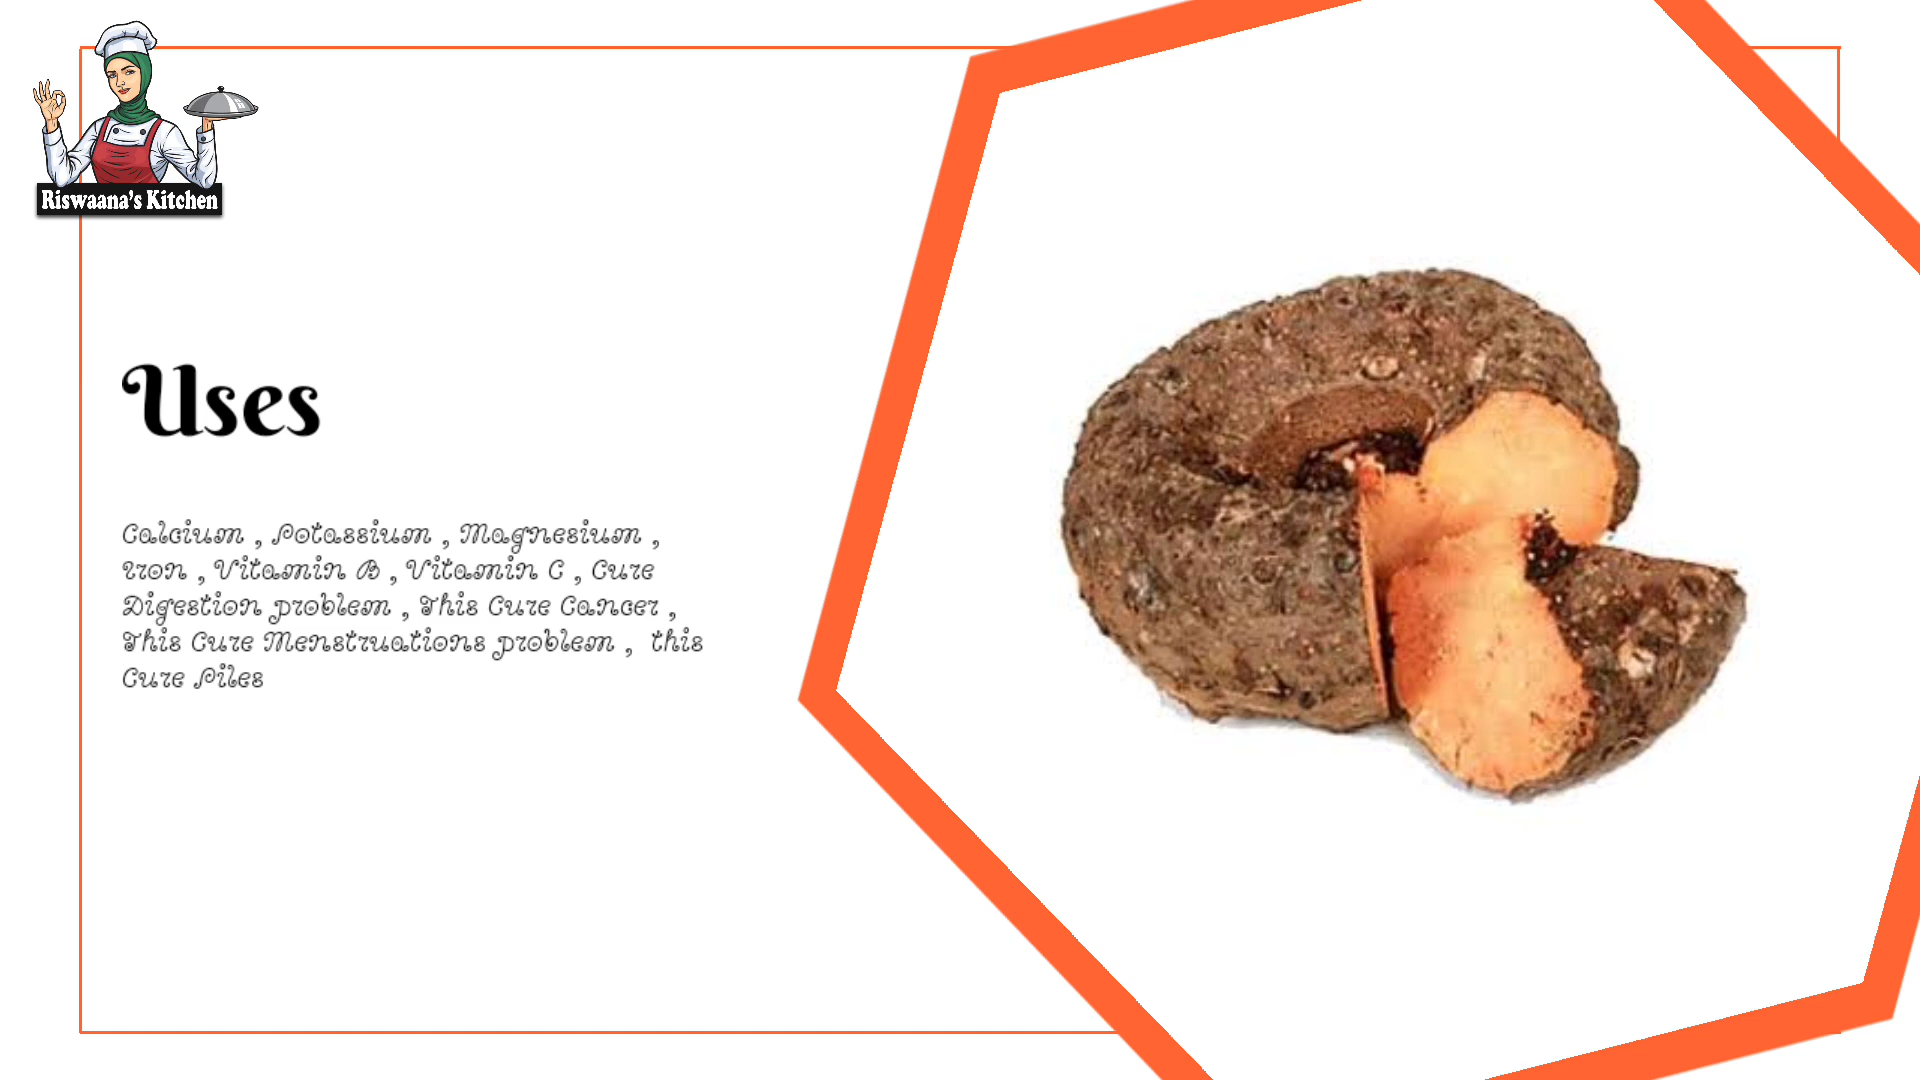 Riswaana's Kitchen
Uses
Calcium , Potassium , Magnesium ,
Iron , Vitamin B , Vitamin C , Cure
Digestion problem , This Cure Cancer ,
This Cure Menstruations problem , this
Cure Piles